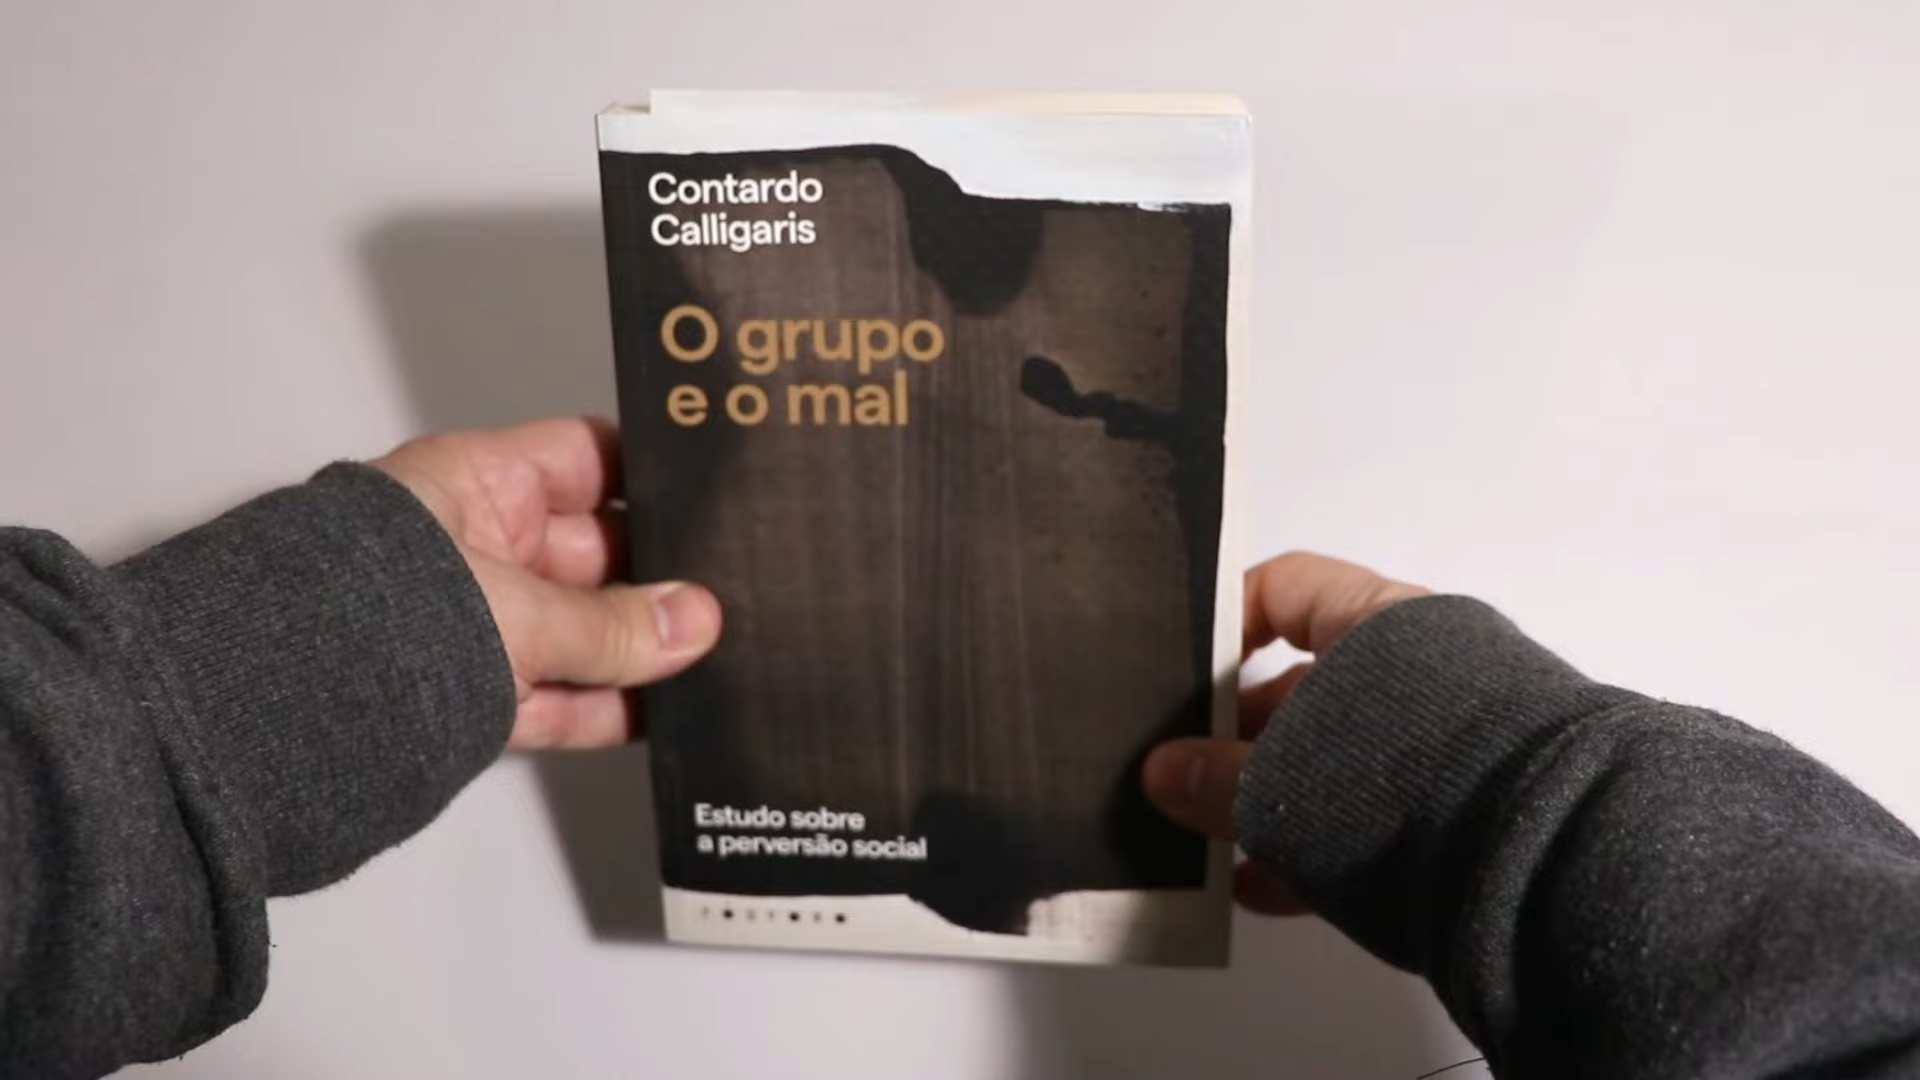 Contardo
Calligaris
O grupo
e o mal
Estudo sobre
a perversão social